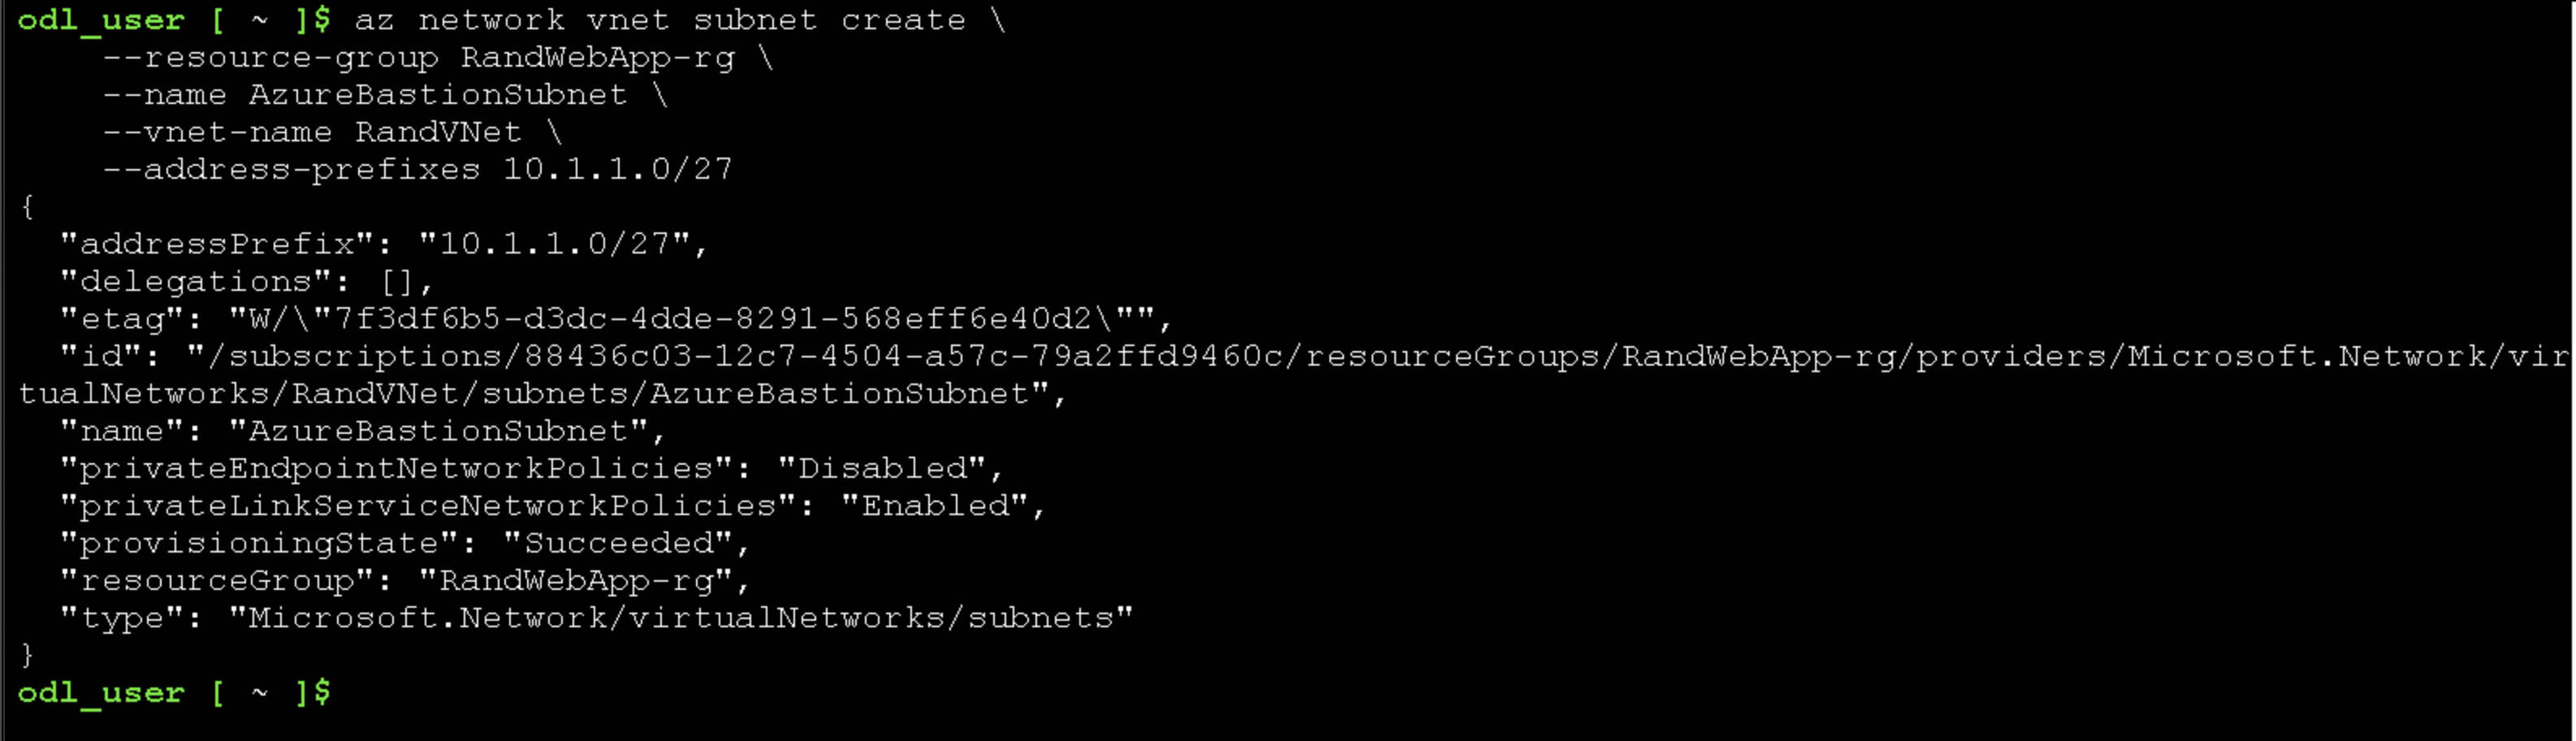 odl_user [ ~ ]$ az network vnet subnet create \
    --resource-group RandWebApp-rg \
    --name AzureBastionSubnet \
    --vnet-name RandVNet \
    --address-prefixes 10.1.1.0/27
{
  "addressPrefix": "10.1.1.0/27",
  "delegations": [],
  "etag": "W/\"7f3df6b5-d3dc-4dde-8291-568eff6e40d2\"",
  "id": "/subscriptions/88436c03-12c7-4504-a57c-79a2ffd9460c/resourceGroups/RandWebApp-rg/providers/Microsoft.Network/vir
tualNetworks/RandVNet/subnets/AzureBastionSubnet",
  "name": "AzureBastionSubnet",
  "privateEndpointNetworkPolicies": "Disabled",
  "privateLinkServiceNetworkPolicies": "Enabled",
  "provisioningState": "Succeeded",
  "resourceGroup": "RandWebApp-rg",
  "type": "Microsoft.Network/virtualNetworks/subnets"
}
odl_user [ ~ ]$